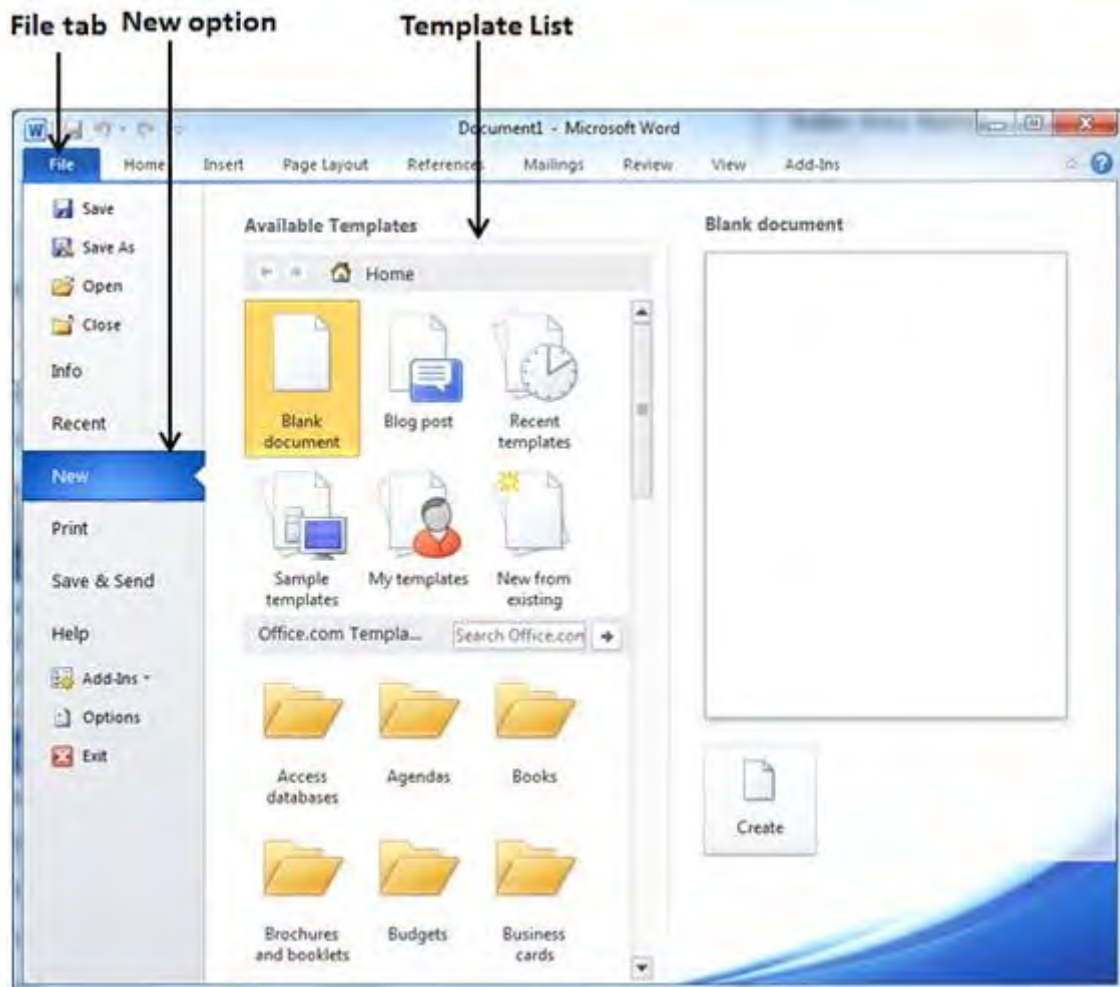 File tab New option Template List
Document1 - Microsoft Word
File Home Insert Page Layout References Mailings Review View Add-Ins
Save
Save As
Open
Close
Info
Recent
New
Print
Save & Send
Help
Add-Ins
Options
Exit
Available Templates
Home
Blank document
Blog post
Recent templates
Sample templates
My templates
New from existing
Office.com Templa... Search Office.com
Access databases
Agendas
Books
Brochures and booklets
Budgets
Business cards
Blank document
Create